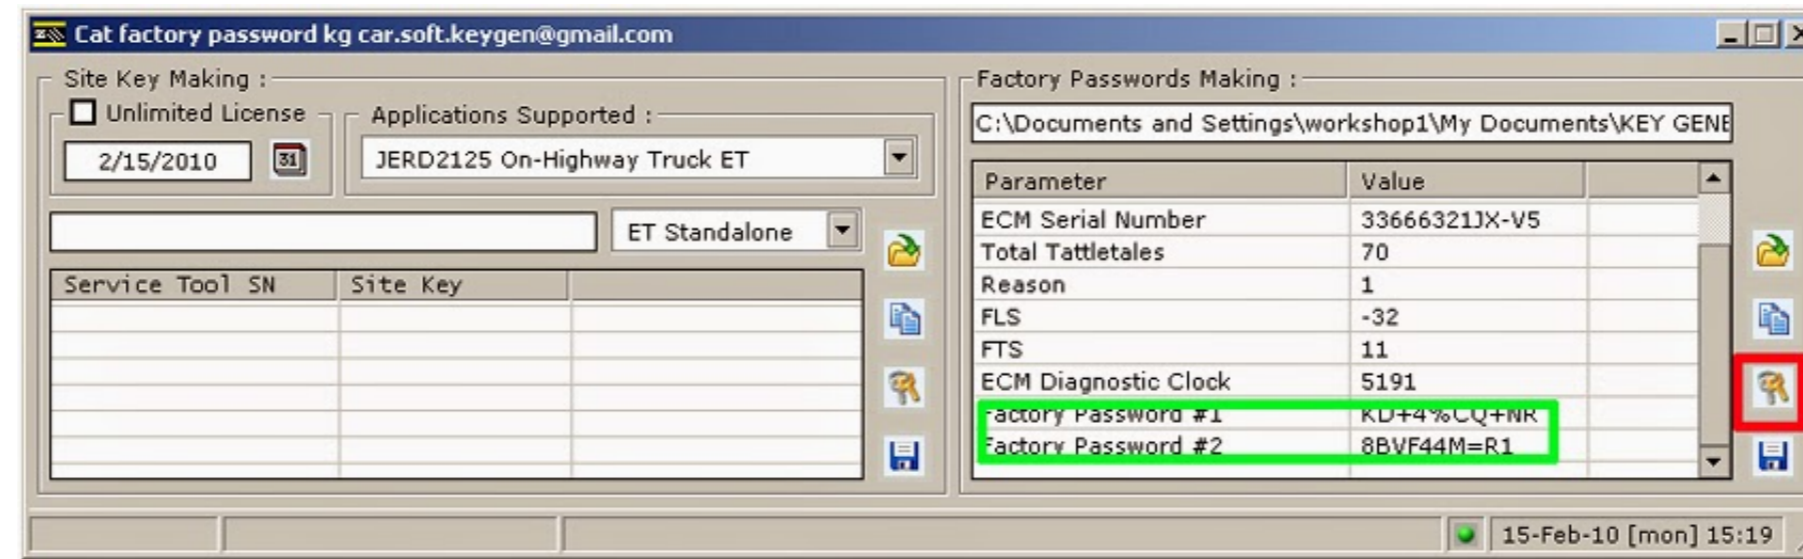 Cat factory password kg car.soft.keygen@gmail.com
Site Key Making :
Unlimited License
2/15/2010
31
Applications Supported :
JERD2125 On-Highway Truck ET
ET Standalone
Service Tool SN Site Key
Factory Passwords Making :
C:\Documents and Settings\workshop1\My Documents\KEY GENE
Parameter Value
ECM Serial Number 33666321JX-V5
Total Tattletales 70
Reason 1
FLS -32
FTS 11
ECM Diagnostic Clock 5191
Factory Password #1 KD+4%CQ+NR
Factory Password #2 8BVF44M=R1
15-Feb-10 [mon] 15:19